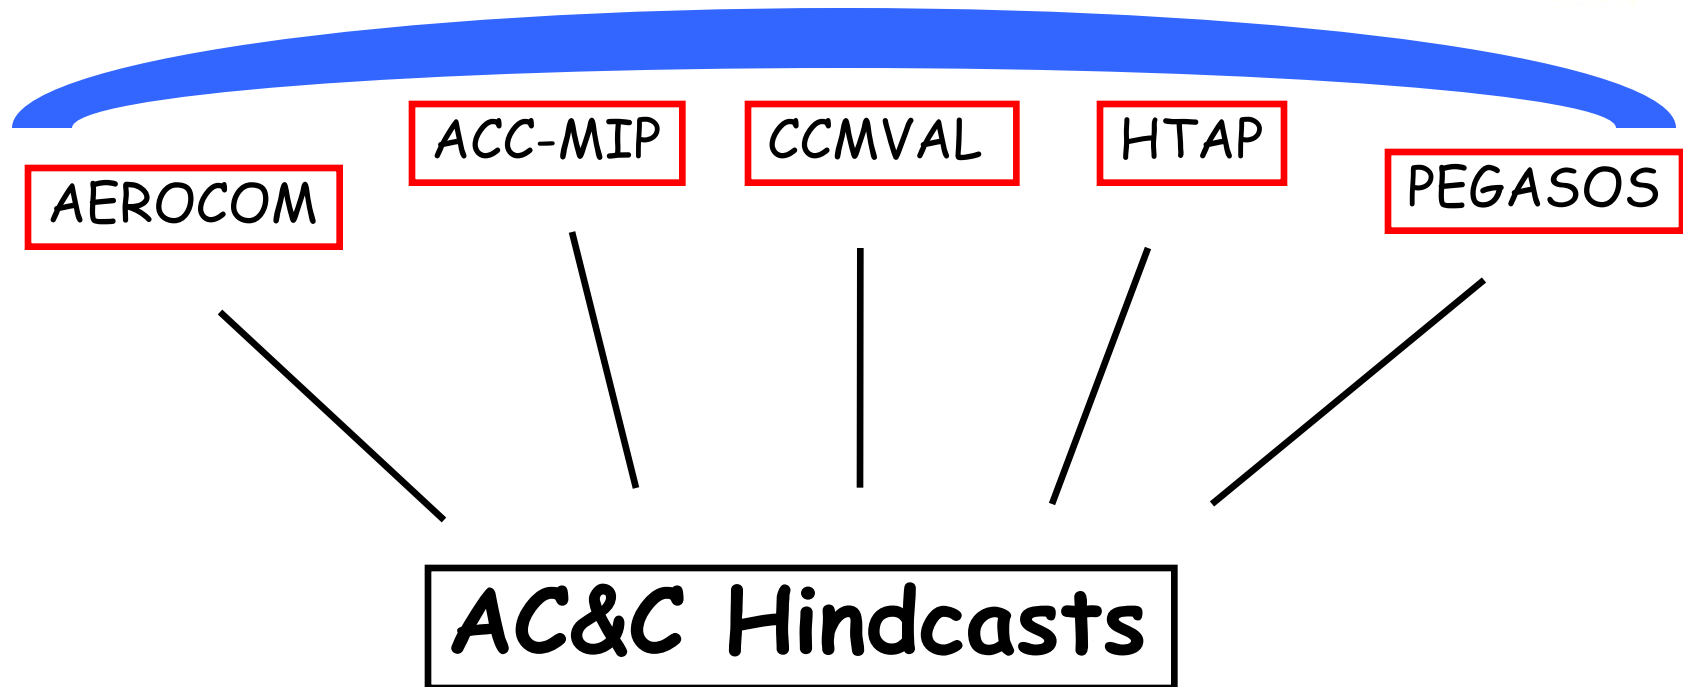 AEROCOM
ACC-MIP
CCMVAL
HTAP
PEGASOS
AC&C Hindcasts